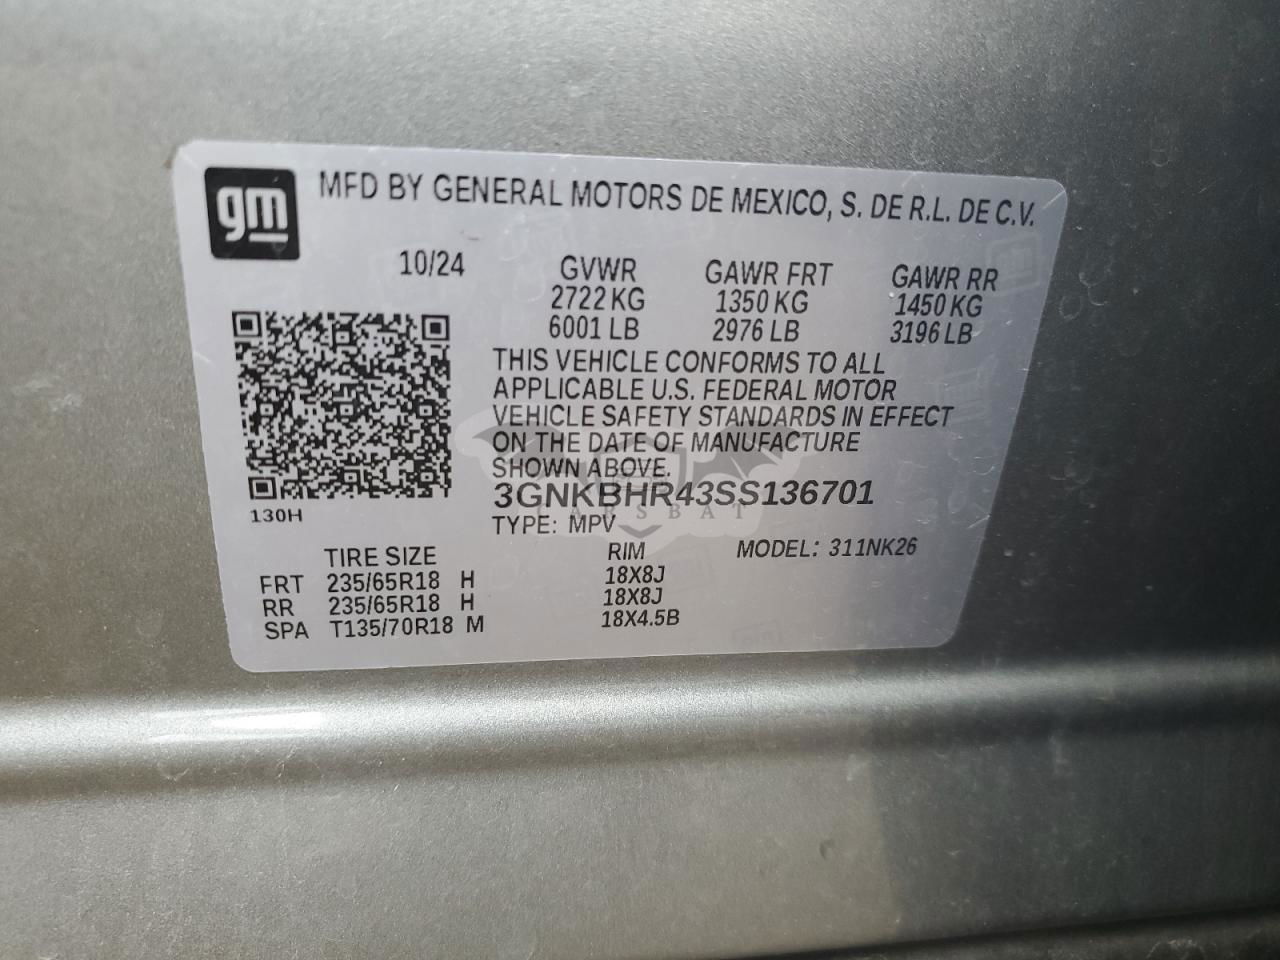 gm
MFD BY GENERAL MOTORS DE MEXICO, S. DE R.L. DE C.V.
10/24
GVWR GAWR FRT GAWR RR
2722 KG 1350 KG 1450 KG
6001 LB 2976 LB 3196 LB
THIS VEHICLE CONFORMS TO ALL
APPLICABLE U.S. FEDERAL MOTOR
VEHICLE SAFETY STANDARDS IN EFFECT
ON THE DATE OF MANUFACTURE
SHOWN ABOVE.
3GNKBHR43SS136701
CARSBAT
130H
TYPE: MPV
TIRE SIZE RIM MODEL: 311NK26
FRT 235/65R18 H 18X8J
RR 235/65R18 H 18X8J
SPA T135/70R18 M 18X4.5B